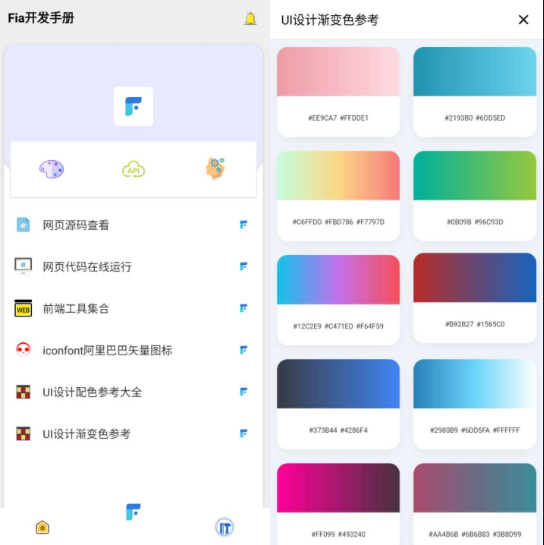 Fia开发手册
API
网页源码查看
网页代码在线运行
WEB
前端工具集合
iconfont阿里巴巴矢量图标
UI设计配色参考大全
UI设计渐变色参考
UI设计渐变色参考
#EE9CA7 #FFDDE1
#2193B0 #6DD5ED
#C6FFDD #FBD786 #F7797D
#0B09B #96C93D
#12C2E9 #C471ED #F64F59
#B92B27 #1565C0
#373B44 #4286F4
#2980B9 #6DD5FA #FFFFFF
#FF099 #493240
#AA4B6B #6B6B83 #3B8D99